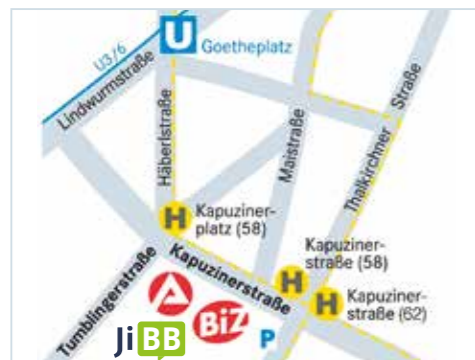 U3/6
U
Goetheplatz
Lindwurmstraße
Häberlstraße
Maistraße
Thalkirchner
Straße
H
Kapuziner-
platz (58)
Kapuzinerstraße
Kapuziner-
straße (58)
H
H
Kapuziner-
straße (62)
Tumblingerstraße
A
BiZ
JiBB
P